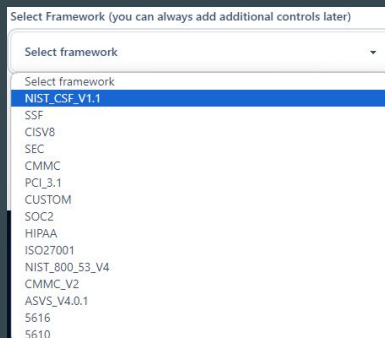 Select Framework (you can always add additional controls later)
Select framework
Select framework
NIST_CSF_V1.1
SSF
CISV8
SEC
CMMC
PCI_3.1
CUSTOM
SOC2
HIPAA
ISO27001
NIST_800_53_V4
CMMC_V2
ASVS_V4.0.1
5616
5610